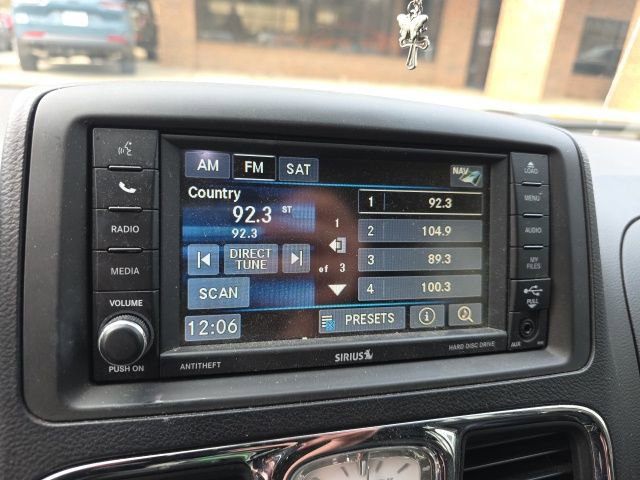 AM FM SAT NAV
Country
92.3 ST
92.3
DIRECT
TUNE
SCAN
12:06
1
of 3
1 92.3
2 104.9
3 89.3
4 100.3
PRESETS
RADIO
MEDIA
VOLUME
PUSH ON
LOAD
MENU
AUDIO
MY
FILES
PULL
AUX
ANTITHEFT SIRIUS HARD DISC DRIVE